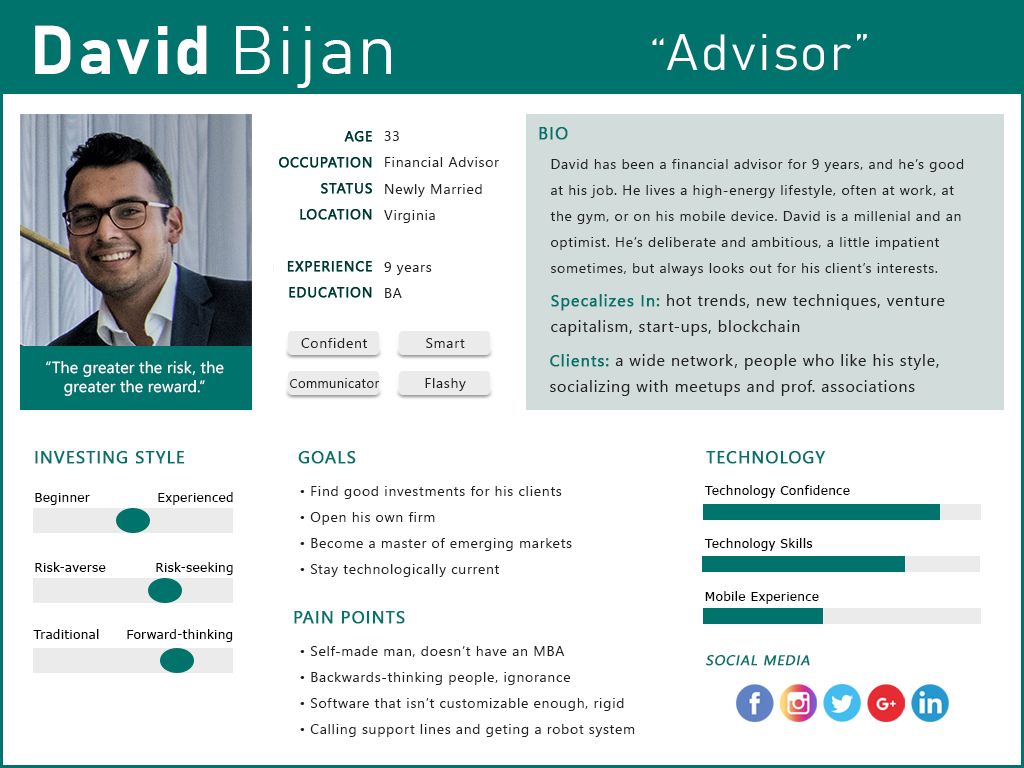 David Bijan
“Advisor”
AGE 33
OCCUPATION Financial Advisor
STATUS Newly Married
LOCATION Virginia
EXPERIENCE 9 years
EDUCATION BA
Confident Smart
Communicator Flashy
“The greater the risk, the
greater the reward.“
BIO
David has been a financial advisor for 9 years, and he’s good
at his job. He lives a high-energy lifestyle, often at work, at
the gym, or on his mobile device. David is a millenial and an
optimist. He’s deliberate and ambitious, a little impatient
sometimes, but always looks out for his client’s interests.
Specalizes In: hot trends, new techniques, venture
capitalism, start-ups, blockchain
Clients: a wide network, people who like his style,
socializing with meetups and prof. associations
INVESTING STYLE
Beginner Experienced
Risk-averse Risk-seeking
Traditional Forward-thinking
GOALS
• Find good investments for his clients
• Open his own firm
• Become a master of emerging markets
• Stay technologically current
PAIN POINTS
• Self-made man, doesn’t have an MBA
• Backwards-thinking people, ignorance
• Software that isn’t customizable enough, rigid
• Calling support lines and geting a robot system
TECHNOLOGY
Technology Confidence
Technology Skills
Mobile Experience
SOCIAL MEDIA
f G+ in